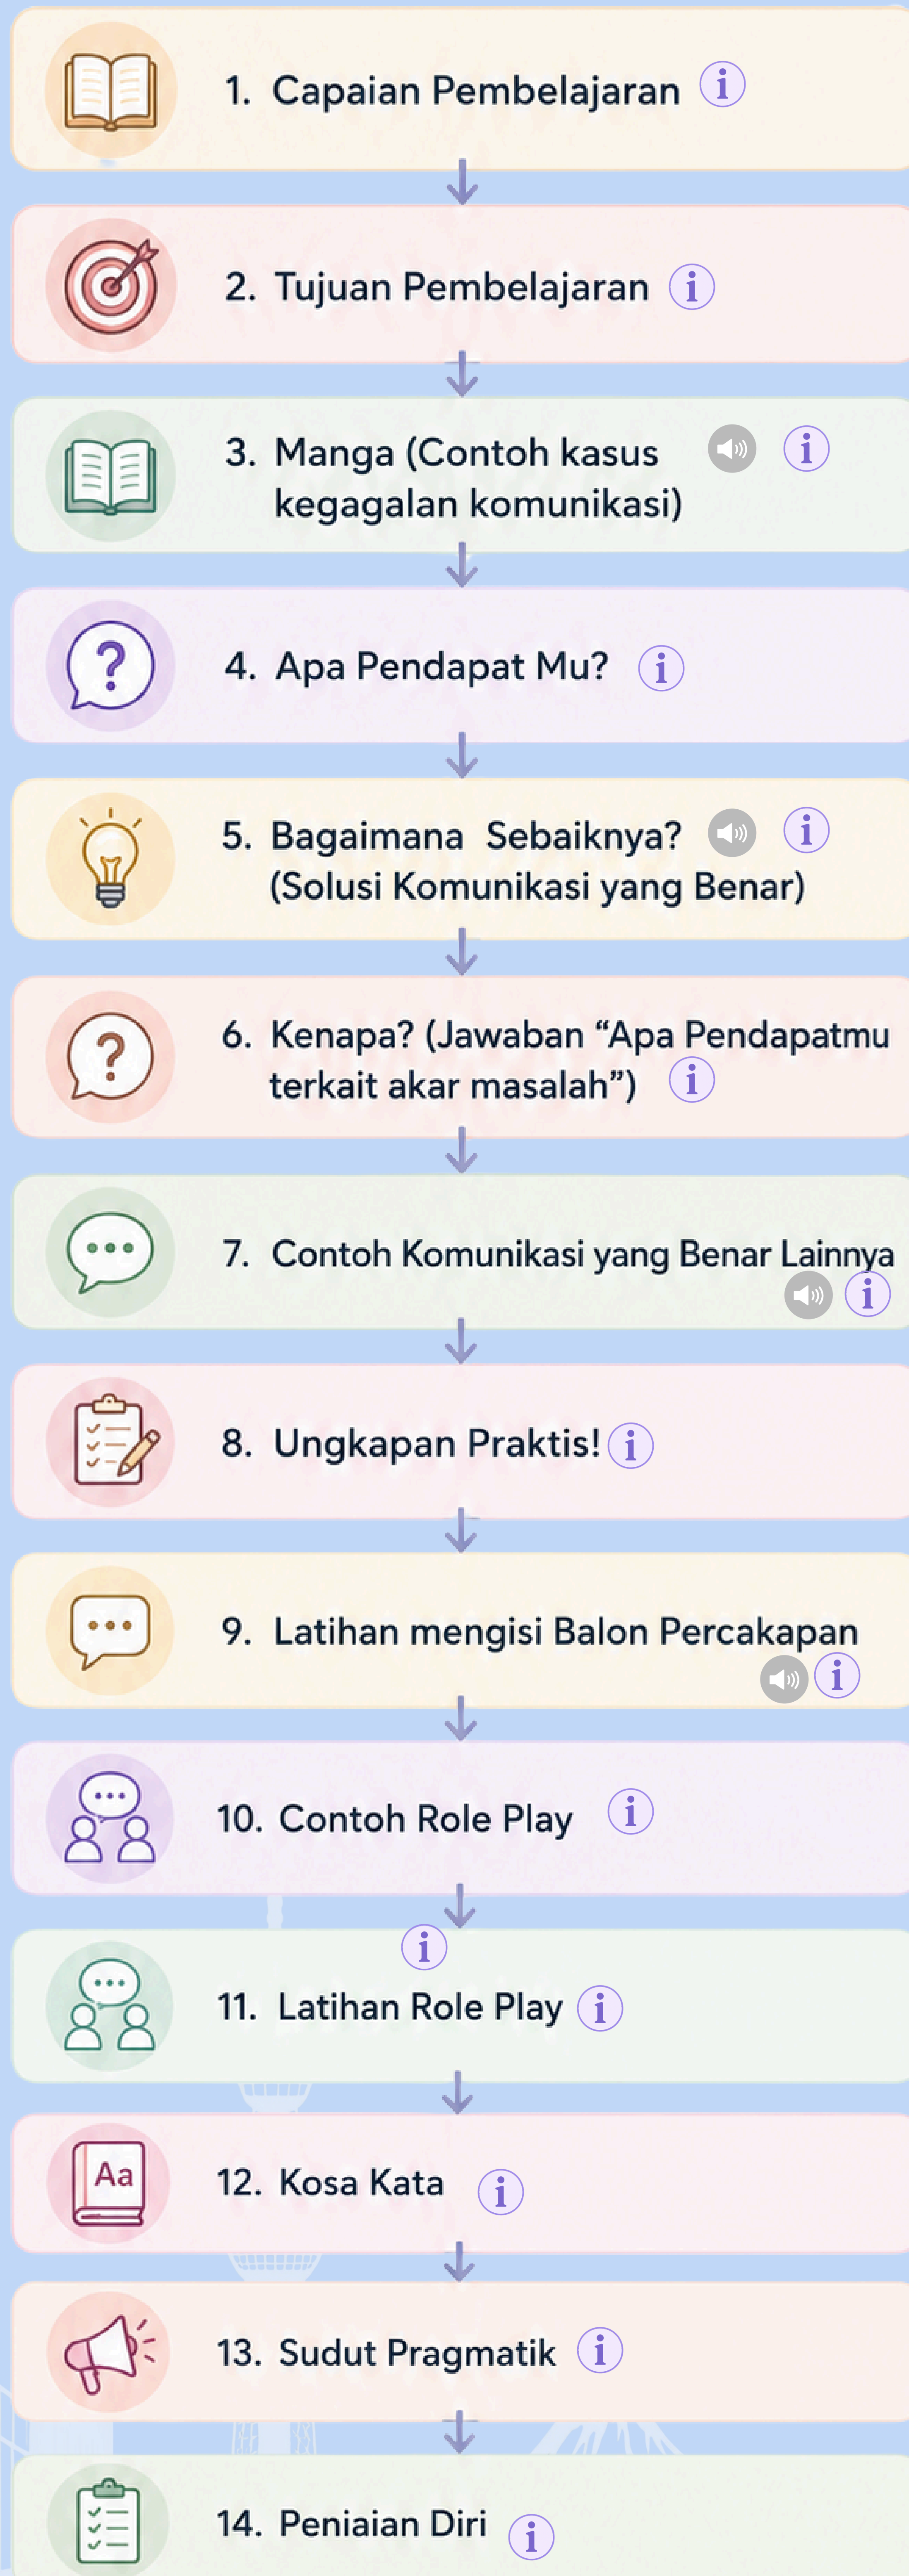 1. Capaian Pembelajaran i
2. Tujuan Pembelajaran i
3. Manga (Contoh kasus i
kegagalan komunikasi)
4. Apa Pendapat Mu? i
5. Bagaimana Sebaiknya? i
(Solusi Komunikasi yang Benar)
6. Kenapa? (Jawaban “Apa Pendapatmu
terkait akar masalah”) i
7. Contoh Komunikasi yang Benar Lainnya
i
8. Ungkapan Praktis! i
9. Latihan mengisi Balon Percakapan
i
10. Contoh Role Play i
i
11. Latihan Role Play i
Aa
12. Kosa Kata i
13. Sudut Pragmatik i
14. Peniaian Diri i